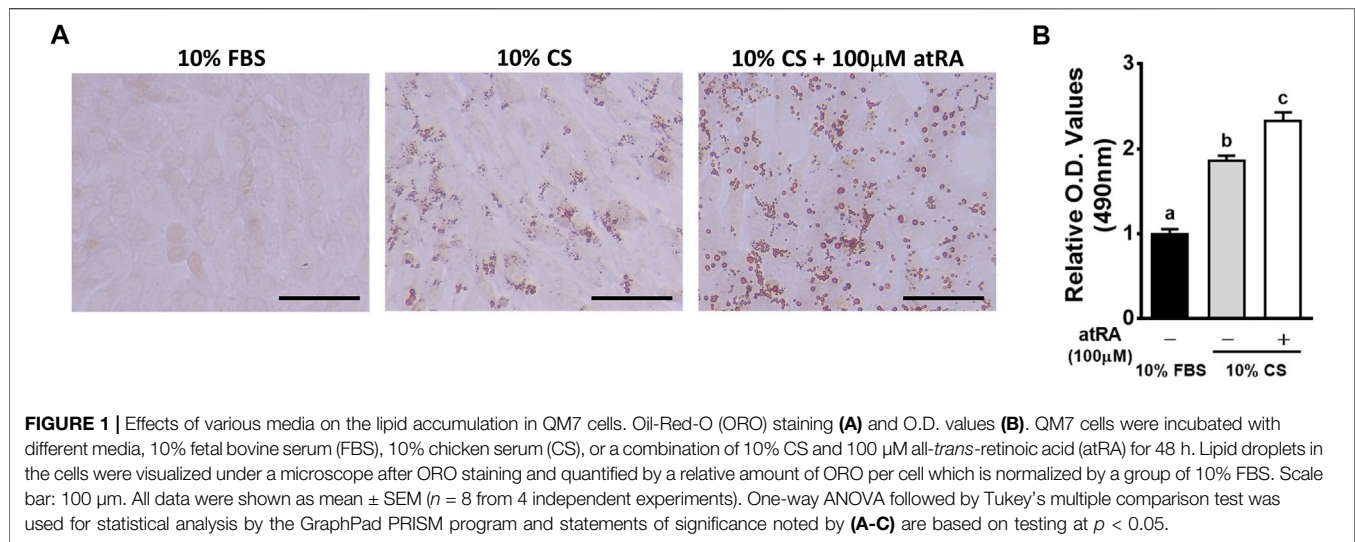 A
10% FBS
10% CS
10% CS + 100µM atRA
B
Relative O.D. Values
(490nm)
3
2
1
0
a
b
c
atRA
(100µM)
– – +
10% FBS 10% CS
FIGURE 1 | Effects of various media on the lipid accumulation in QM7 cells. Oil-Red-O (ORO) staining (A) and O.D. values (B). QM7 cells were incubated with
different media, 10% fetal bovine serum (FBS), 10% chicken serum (CS), or a combination of 10% CS and 100 µM all-trans-retinoic acid (atRA) for 48 h. Lipid droplets in
the cells were visualized under a microscope after ORO staining and quantified by a relative amount of ORO per cell which is normalized by a group of 10% FBS. Scale
bar: 100 µm. All data were shown as mean ± SEM (n = 8 from 4 independent experiments). One-way ANOVA followed by Tukey's multiple comparison test was
used for statistical analysis by the GraphPad PRISM program and statements of significance noted by (A-C) are based on testing at p < 0.05.